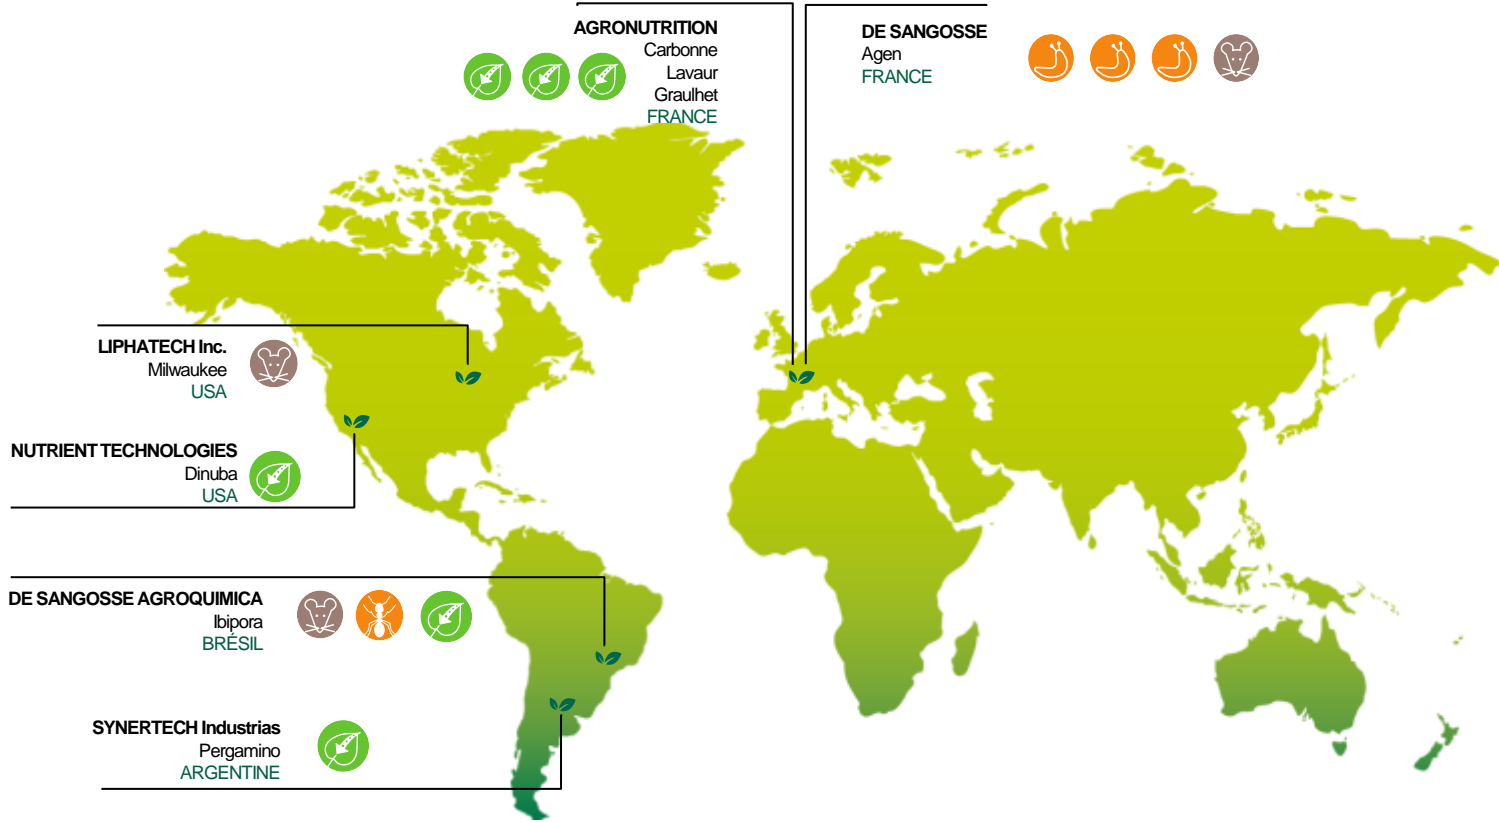 AGRONUTRITION
Carbonne
Lavaur
Graulhet
FRANCE
DE SANGOSSE
Agen
FRANCE
LIPHATECH Inc.
Milwaukee
USA
NUTRIENT TECHNOLOGIES
Dinuba
USA
DE SANGOSSE AGROQUIMICA
Ibipora
BRÉSIL
SYNERTECH Industrias
Pergamino
ARGENTINE